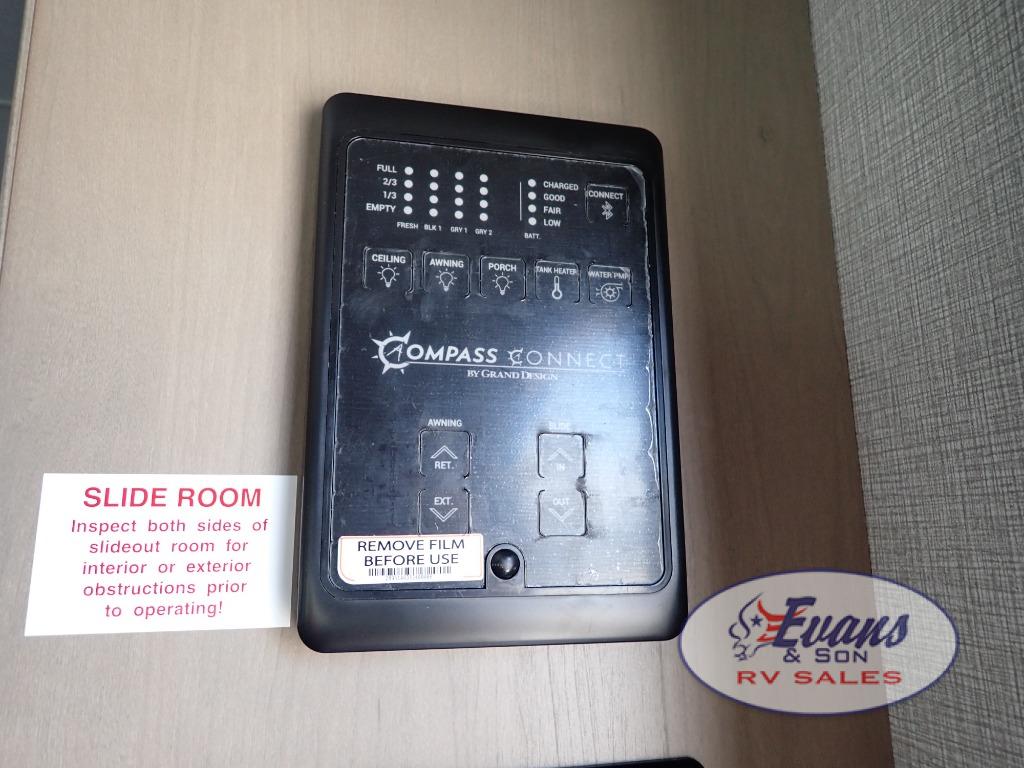 FULL
2/3
1/3
EMPTY
FRESH BLK 1 GRY 1 GRY 2
CHARGED
GOOD
FAIR
LOW
BATT.
CONNECT
CEILING
AWNING
PORCH
TANK HEATER
WATER PMP
COMPASS CONNECT
BY GRAND DESIGN
AWNING
RET.
EXT.
SLIDE
IN
OUT
REMOVE FILM
BEFORE USE
SLIDE ROOM
Inspect both sides of
slideout room for
interior or exterior
obstructions prior
to operating!
Evans
& SON
RV SALES